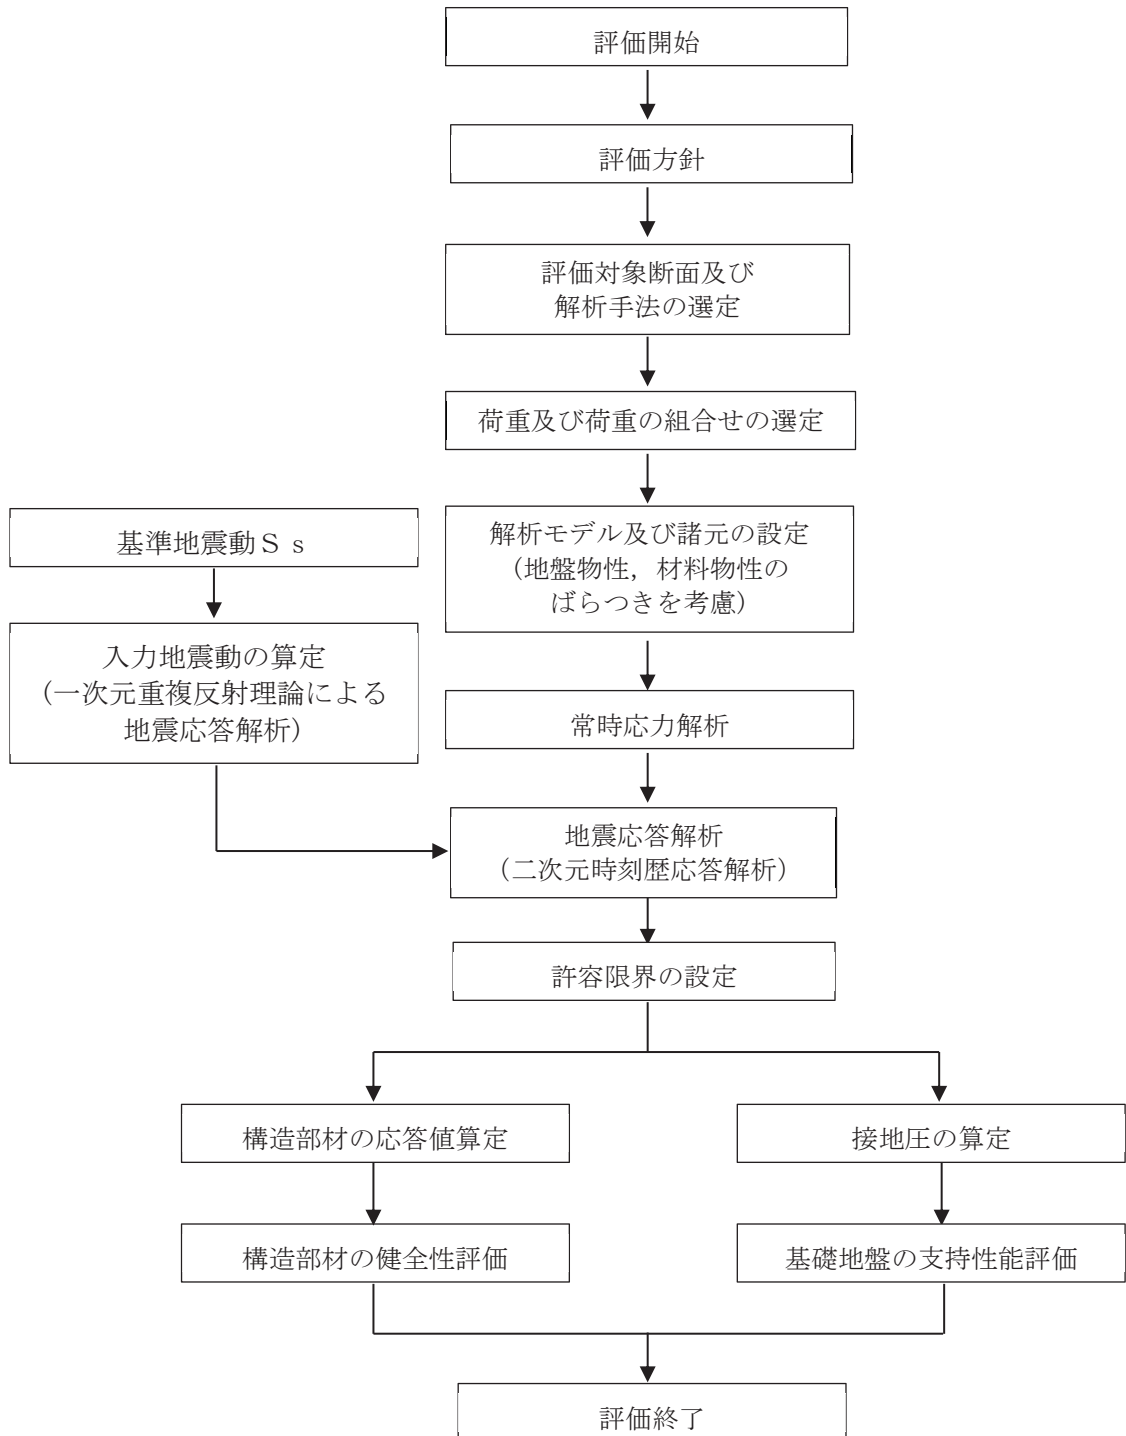 評価開始
評価方針
評価対象断面及び
解析手法の選定
荷重及び荷重の組合せの選定
基準地震動Ｓｓ
解析モデル及び諸元の設定
（地盤物性，材料物性の
ばらつきを考慮）
入力地震動の算定
（一次元重複反射理論による
地震応答解析）
常時応力解析
地震応答解析
（二次元時刻歴応答解析）
許容限界の設定
構造部材の応答値算定
接地圧の算定
構造部材の健全性評価
基礎地盤の支持性能評価
評価終了